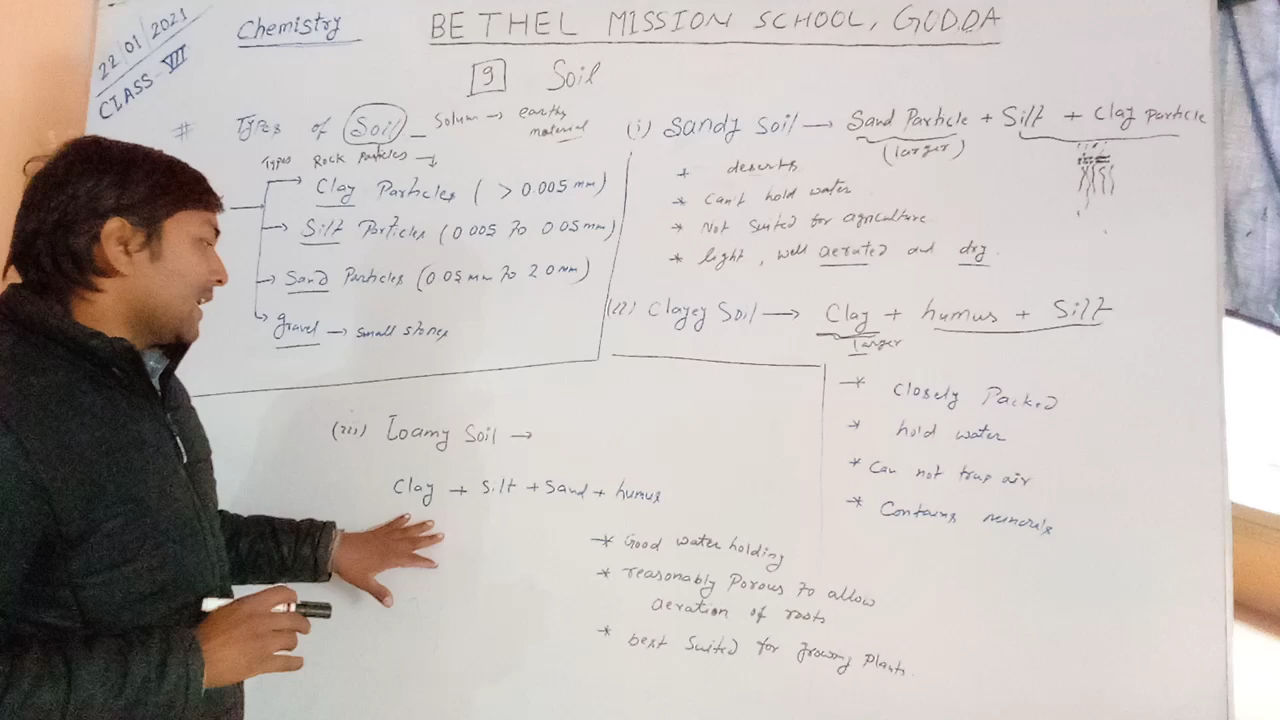 22/01/2021
CLASS - VII
Chemistry
BETHEL MISSION SCHOOL, GODDA
9 Soil
# Types of Soil - Solum → earthy material
Types Rock Particles →
→ Clay Particles ( > 0.005 mm)
→ Silt Particles (0.005 To 0.05 mm)
→ Sand Particles (0.05 mm To 2.0 mm)
→ gravel → small stones
(i) Sandy Soil → Sand Particle + Silt + Clay Particle
(larger)
* deserts
* Can't hold water
* Not suited for agriculture
* light, well aerated and dry.
(ii) Clayey Soil → Clay + humus + Silt
larger
* Closely Packed
* hold water
* Can not trap air
* Contains minerals
(iii) Loamy Soil →
Clay + Silt + Sand + humus
* Good water holding
* reasonably Porous To allow
aeration of roots
* best suited for growing Plants.